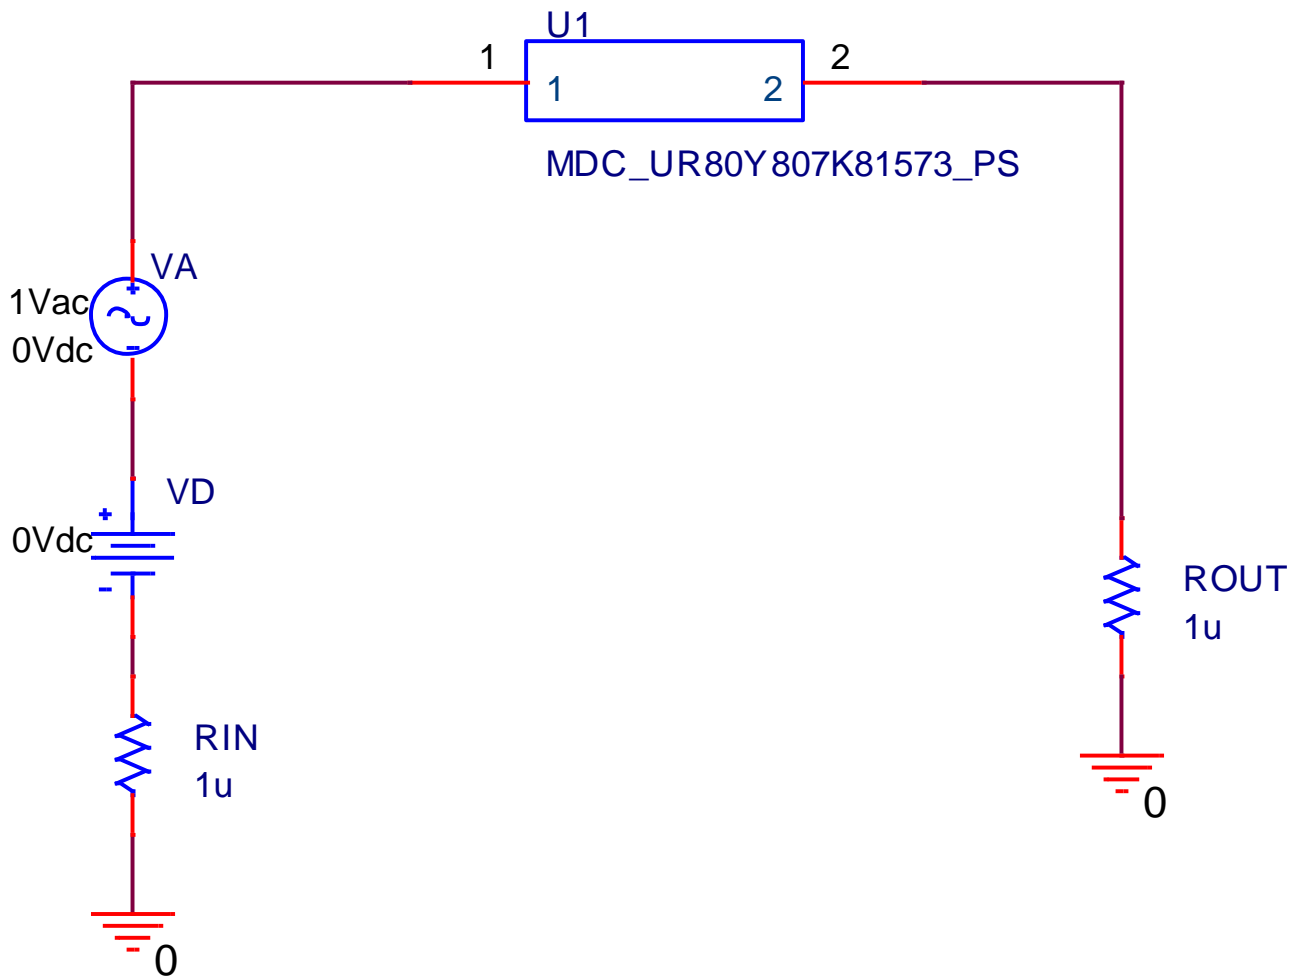 U1
1
2
1
2
MDC_UR80Y807K81573_PS
VA
1Vac
0Vdc
+
-
VD
+
0Vdc
-
ROUT
1u
RIN
1u
0
0